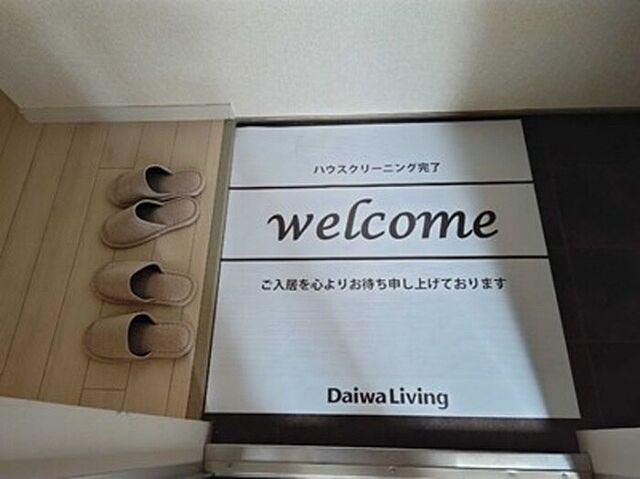 ハウスクリーニング完了
welcome
ご入居を心よりお待ち申し上げております
Daiwa Living